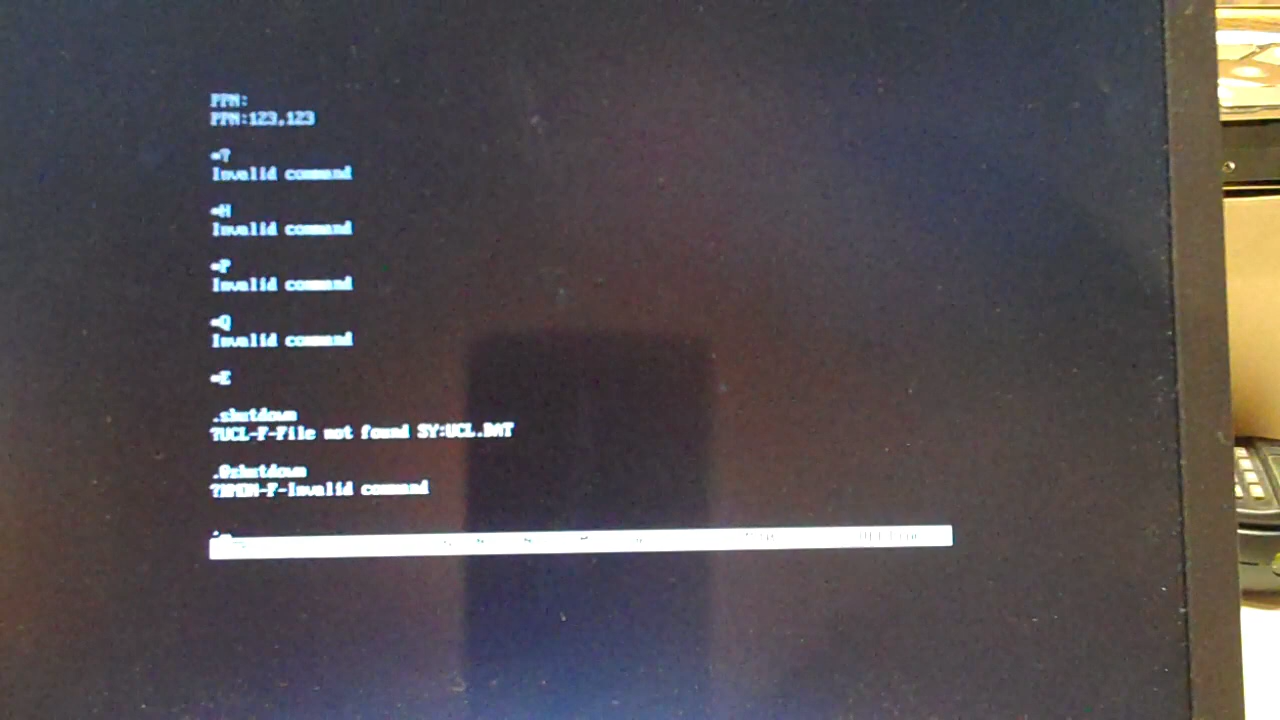 PPN:
PPN:123,123
*?
Invalid command
*H
Invalid command
*P
Invalid command
*Q
Invalid command
*E
.shutdown
?UCL-F-File not found SY:UCL.DAT
.@shutdown
-F-Invalid command